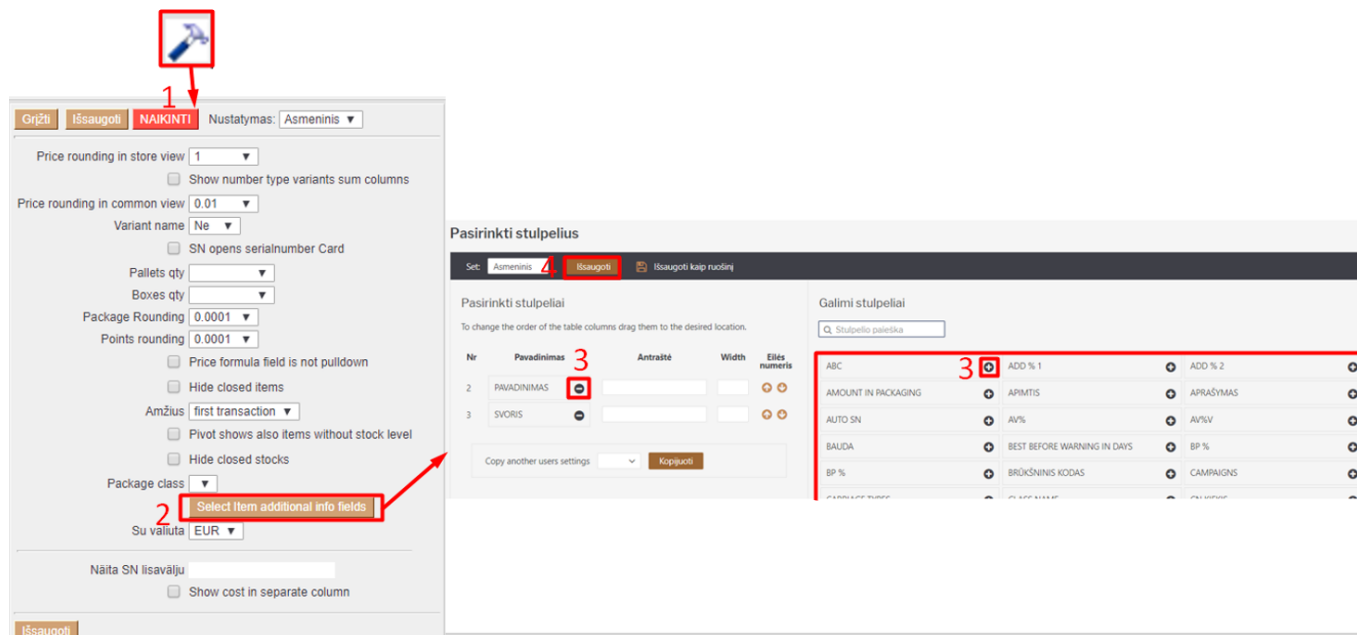 1
Grįžti Išsaugoti NAIKINTI Nustatymas: Asmeninis
Price rounding in store view 1
Show number type variants sum columns
Price rounding in common view 0.01
Variant name Ne
SN opens serialnumber Card
Pallets qty
Boxes qty
Package Rounding 0.0001
Points rounding 0.0001
Price formula field is not pulldown
Hide closed items
Amžius first transaction
Pivot shows also items without stock level
Hide closed stocks
Package class
2 Select Item additional info fields
Su valiuta EUR
Näita SN lisavälju
Show cost in separate column
Išsaugoti
Pasirinkti stulpelius
Set: Asmeninis 4 Išsaugoti Išsaugoti kaip ruošinį
Pasirinkti stulpeliai
To change the order of the table columns drag them to the desired location.
Nr Pavadinimas 3 Antraštė Width Eilės numeris
2 PAVADINIMAS
3 SVORIS
Copy another users settings Kopijuoti
Galimi stulpeliai
Stulpelio paieška
ABC 3 ADD % 1 ADD % 2
AMOUNT IN PACKAGING APIMTIS APRAŠYMAS
AUTO SN AV% AV%V
BAUDA BEST BEFORE WARNING IN DAYS BP %
BP % BRŪKŠNINIS KODAS CAMPAIGNS
CARRIAGE TYPES CLASS NAME